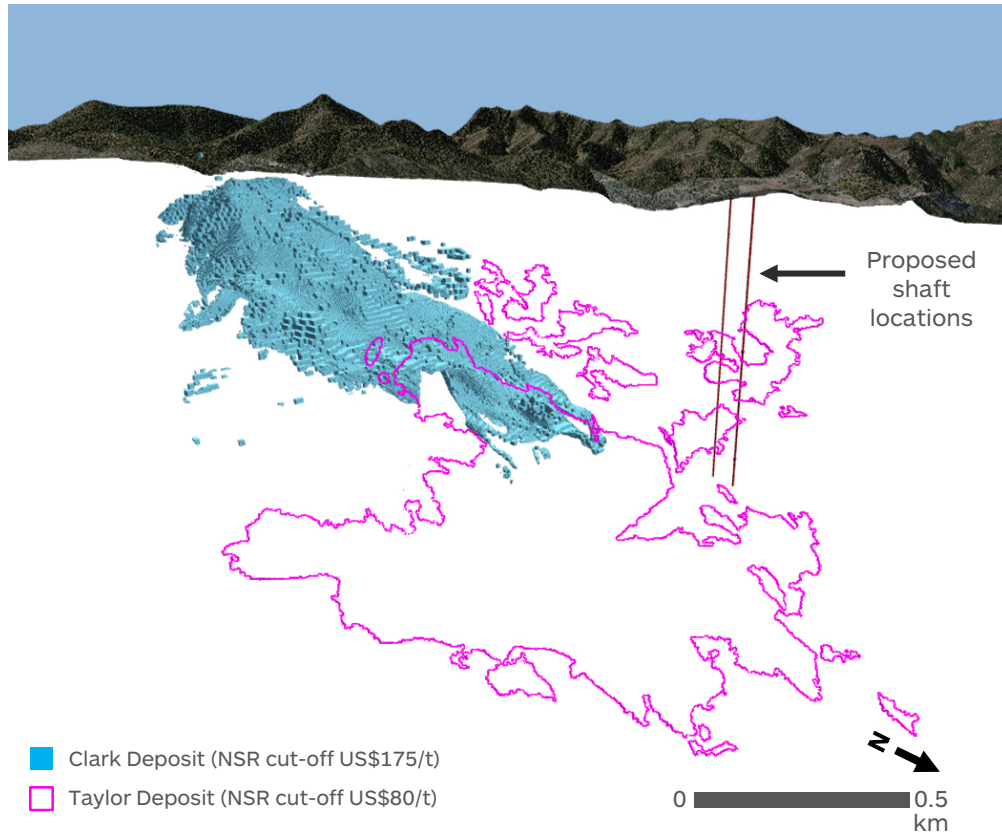 Proposed
shaft
locations
N
Clark Deposit (NSR cut-off US$175/t)
Taylor Deposit (NSR cut-off US$80/t)
0
0.5
km